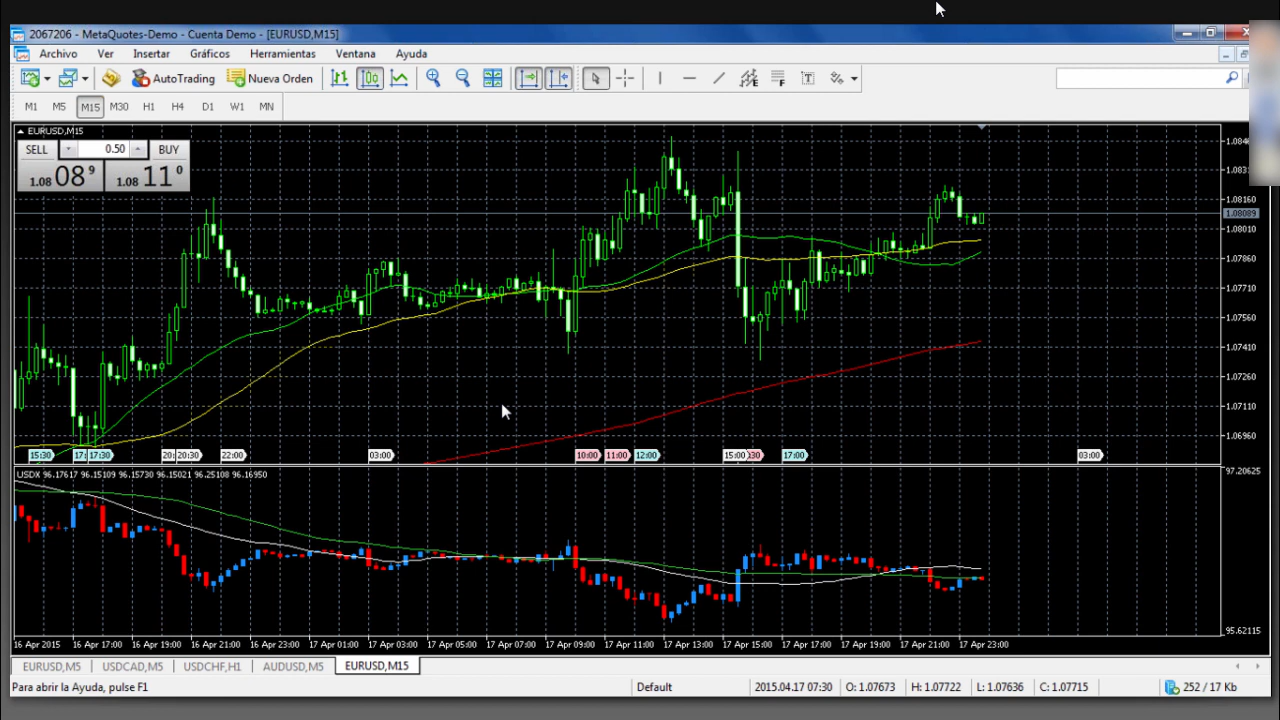 2067206 - MetaQuotes-Demo - Cuenta Demo - [EURUSD,M15]
Archivo Ver Insertar Gráficos Herramientas Ventana Ayuda
AutoTrading Nueva Orden
M1 M5 M15 M30 H1 H4 D1 W1 MN
EURUSD,M15
SELL 0.50 BUY
1.08 08 9 1.08 11 0
1.08310
1.08160
1.08089
1.08010
1.07860
1.07710
1.07560
1.07410
1.07260
1.07110
1.06960
15:30 17:30 20:30 22:00 03:00 10:00 11:00 12:00 15:00 17:00 03:00
USDX 96.17617 96.15109 96.15730 96.15021 96.25108 96.16950
97.20625
95.62115
16 Apr 2015 16 Apr 17:00 16 Apr 19:00 16 Apr 21:00 17 Apr 01:00 17 Apr 03:00 17 Apr 05:00 17 Apr 07:00 17 Apr 09:00 17 Apr 11:00 17 Apr 13:00 17 Apr 15:00 17 Apr 17:00 17 Apr 19:00 17 Apr 21:00 17 Apr 23:00
EURUSD,M5 USDCAD,M5 USDCHF,H1 AUDUSD,M5 EURUSD,M15
Para abrir la Ayuda, pulse F1 Default 2015.04.17 07:30 O: 1.07673 H: 1.07722 L: 1.07636 C: 1.07715 252 / 17 Kb